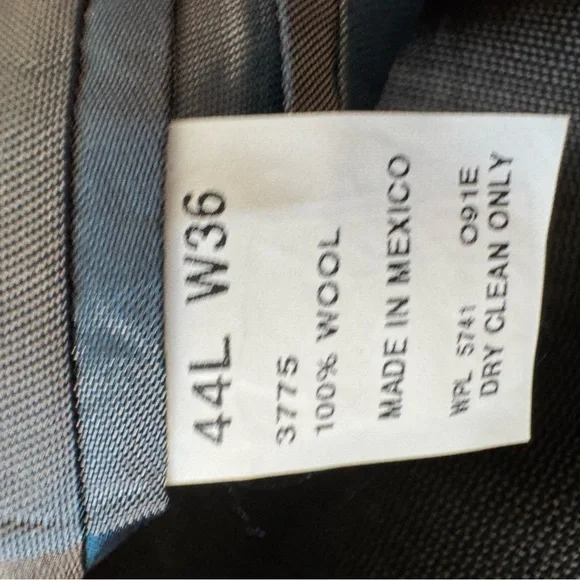 44L W36
3775
100% WOOL
MADE IN MEXICO
WPL 5741 O91E
DRY CLEAN ONLY